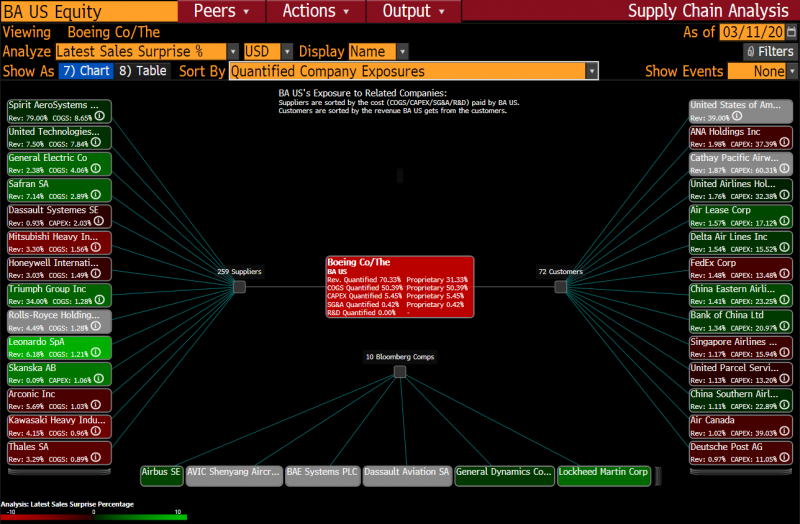 BA US Equity Peers Actions Output Supply Chain Analysis
Viewing Boeing Co/The As of 03/11/20
Analyze Latest Sales Surprise % USD Display Name Filters
Show As 7) Chart 8) Table Sort By Quantified Company Exposures Show Events None
BA US's Exposure to Related Companies:
Suppliers are sorted by the cost (COGS/CAPEX/SG&A/R&D) paid by BA US.
Customers are sorted by the revenue BA US gets from the customers.
Spirit AeroSystems ...
Rev: 79.00% COGS: 8.65%
United Technologies...
Rev: 7.50% COGS: 7.84%
General Electric Co
Rev: 2.38% COGS: 4.06%
Safran SA
Rev: 7.14% COGS: 2.89%
Dassault Systemes SE
Rev: 0.93% CAPEX: 2.03%
Mitsubishi Heavy In...
Rev: 3.30% COGS: 1.56%
Honeywell Internati...
Rev: 3.03% COGS: 1.49%
Triumph Group Inc
Rev: 34.00% COGS: 1.28%
Rolls-Royce Holding...
Rev: 4.49% COGS: 1.28%
Leonardo SpA
Rev: 6.18% COGS: 1.21%
Skanska AB
Rev: 0.09% CAPEX: 1.06%
Arconic Inc
Rev: 5.69% COGS: 1.03%
Kawasaki Heavy Indu...
Rev: 4.15% COGS: 0.96%
Thales SA
Rev: 3.29% COGS: 0.89%
259 Suppliers
Boeing Co/The
BA US
Rev. Quantified 70.33% Proprietary 31.33%
COGS Quantified 50.39% Proprietary 50.39%
CAPEX Quantified 5.45% Proprietary 5.45%
SG&A Quantified 0.42% Proprietary 0.42%
R&D Quantified 0.00% -
72 Customers
United States of Am...
Rev: 39.00%
ANA Holdings Inc
Rev: 1.98% CAPEX: 37.39%
Cathay Pacific Airw...
Rev: 1.87% CAPEX: 60.31%
United Airlines Hol...
Rev: 1.76% CAPEX: 32.38%
Air Lease Corp
Rev: 1.57% CAPEX: 17.12%
Delta Air Lines Inc
Rev: 1.54% CAPEX: 15.52%
FedEx Corp
Rev: 1.48% CAPEX: 13.48%
China Eastern Airli...
Rev: 1.41% CAPEX: 23.25%
Bank of China Ltd
Rev: 1.34% CAPEX: 20.97%
Singapore Airlines ...
Rev: 1.17% CAPEX: 15.94%
United Parcel Servi...
Rev: 1.13% CAPEX: 13.20%
China Southern Airl...
Rev: 1.11% CAPEX: 22.89%
Air Canada
Rev: 1.02% CAPEX: 39.03%
Deutsche Post AG
Rev: 0.97% CAPEX: 11.05%
10 Bloomberg Comps
Airbus SE AVIC Shenyang Aircr... BAE Systems PLC Dassault Aviation SA General Dynamics Co... Lockheed Martin Corp
Analysis: Latest Sales Surprise Percentage
-10 0 10